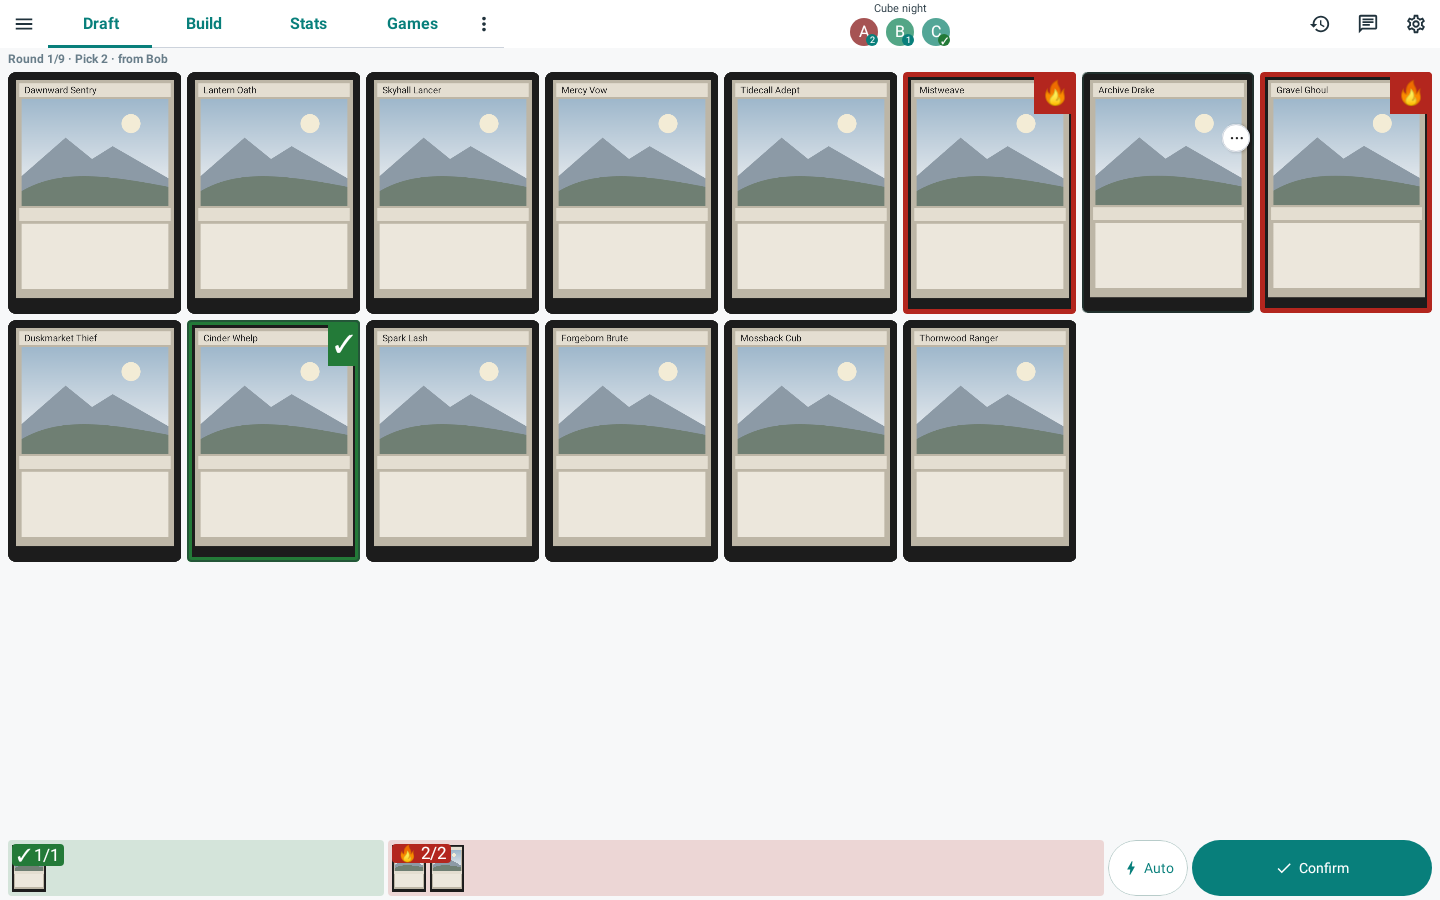 Draft
Build
Stats
Games
Cube night
A
2
B
1
C
Round 1/9 · Pick 2 · from Bob
Dawnward Sentry
Lantern Oath
Skyhall Lancer
Mercy Vow
Tidecall Adept
Mistweave
Archive Drake
Gravel Ghoul
Duskmarket Thief
Cinder Whelp
Spark Lash
Forgeborn Brute
Mossback Cub
Thornwood Ranger
1/1
2/2
Auto
Confirm